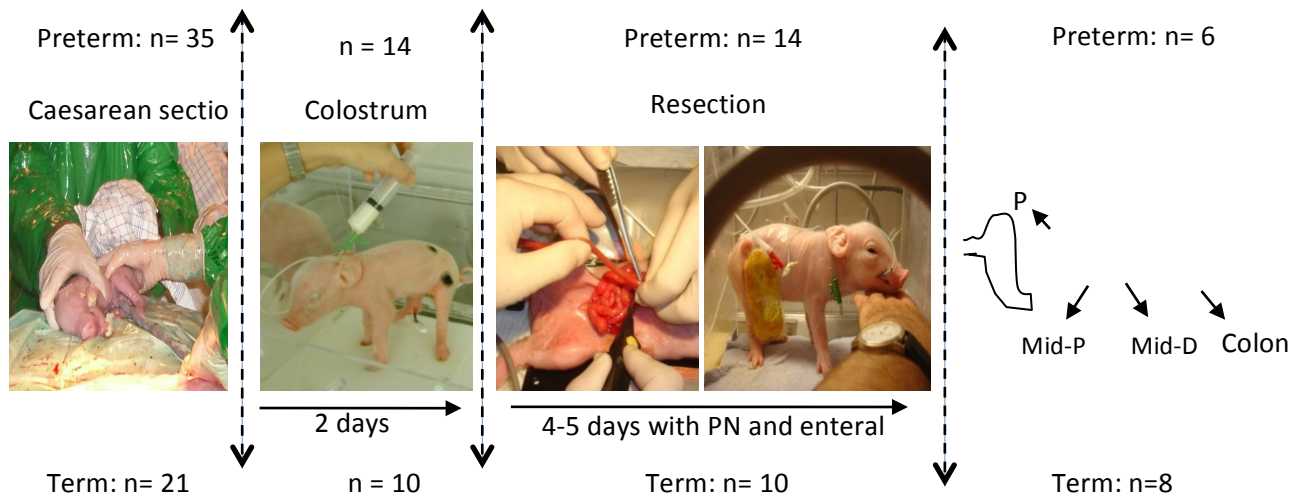 Preterm: n= 35
n = 14
Preterm: n= 14
Preterm: n= 6
Caesarean sectio
Colostrum
Resection
P
Mid-P
Mid-D
Colon
2 days
4-5 days with PN and enteral
Term: n= 21
n = 10
Term: n= 10
Term: n=8